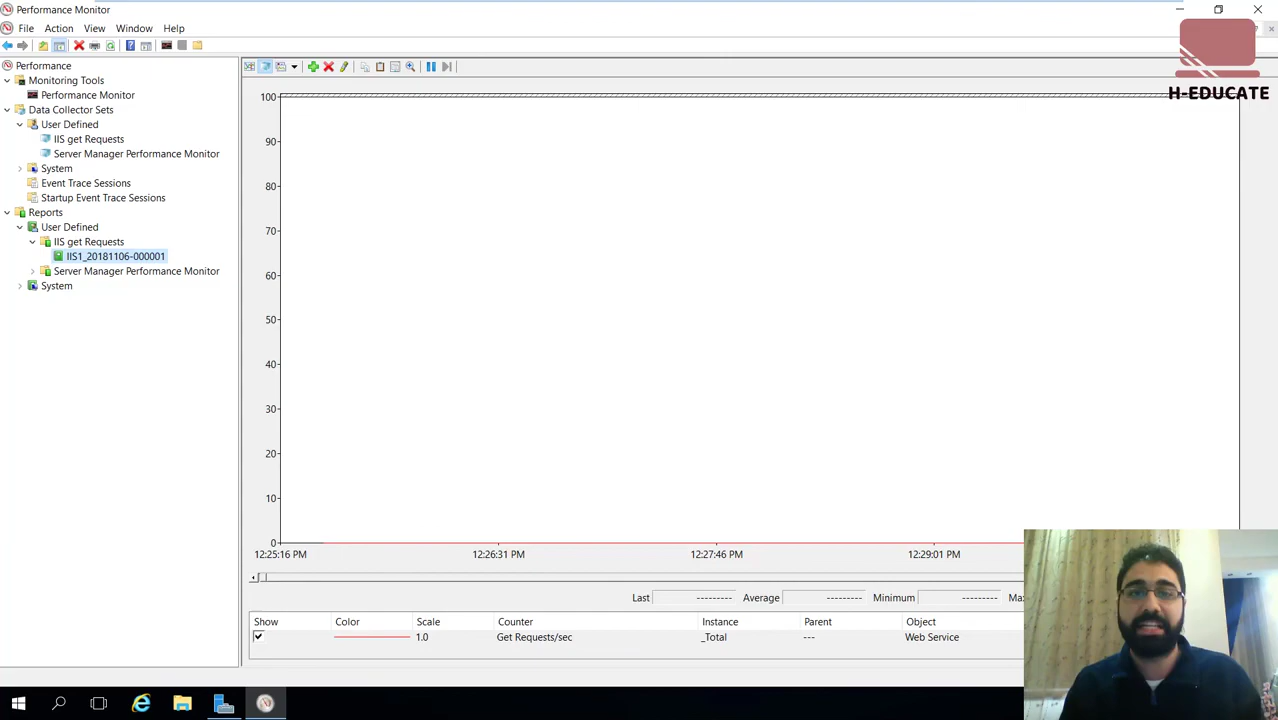 Performance Monitor
File Action View Window Help
H-EDUCATE
Performance
Monitoring Tools
Performance Monitor
Data Collector Sets
User Defined
IIS get Requests
Server Manager Performance Monitor
System
Event Trace Sessions
Startup Event Trace Sessions
Reports
User Defined
IIS get Requests
IIS1_20181106-000001
Server Manager Performance Monitor
System
100
90
80
70
60
50
40
30
20
10
0
12:25:16 PM 12:26:31 PM 12:27:46 PM 12:29:01 PM
Last --------- Average --------- Minimum --------- Max
Show Color Scale Counter Instance Parent Object
1.0 Get Requests/sec _Total --- Web Service